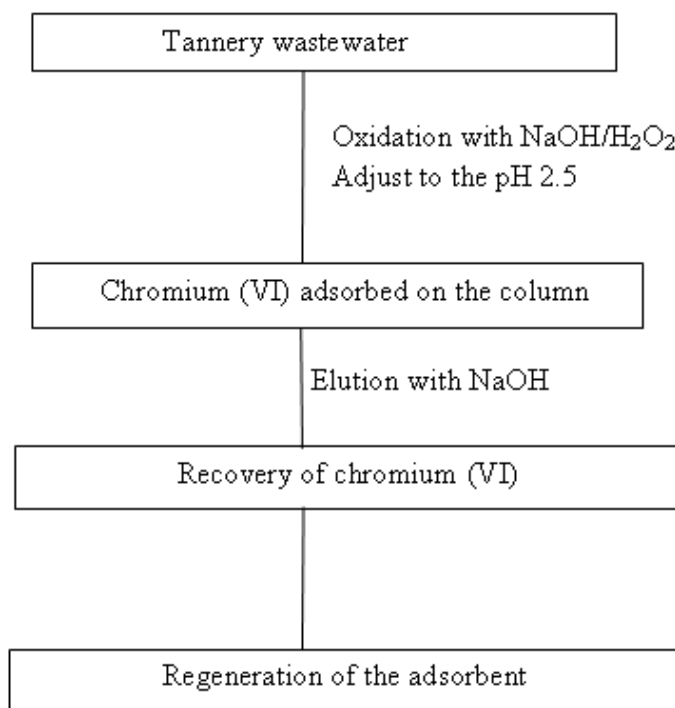 Tannery wastewater
Oxidation with NaOH/H₂O₂
Adjust to the pH 2.5
Chromium (VI) adsorbed on the column
Elution with NaOH
Recovery of chromium (VI)
Regeneration of the adsorbent